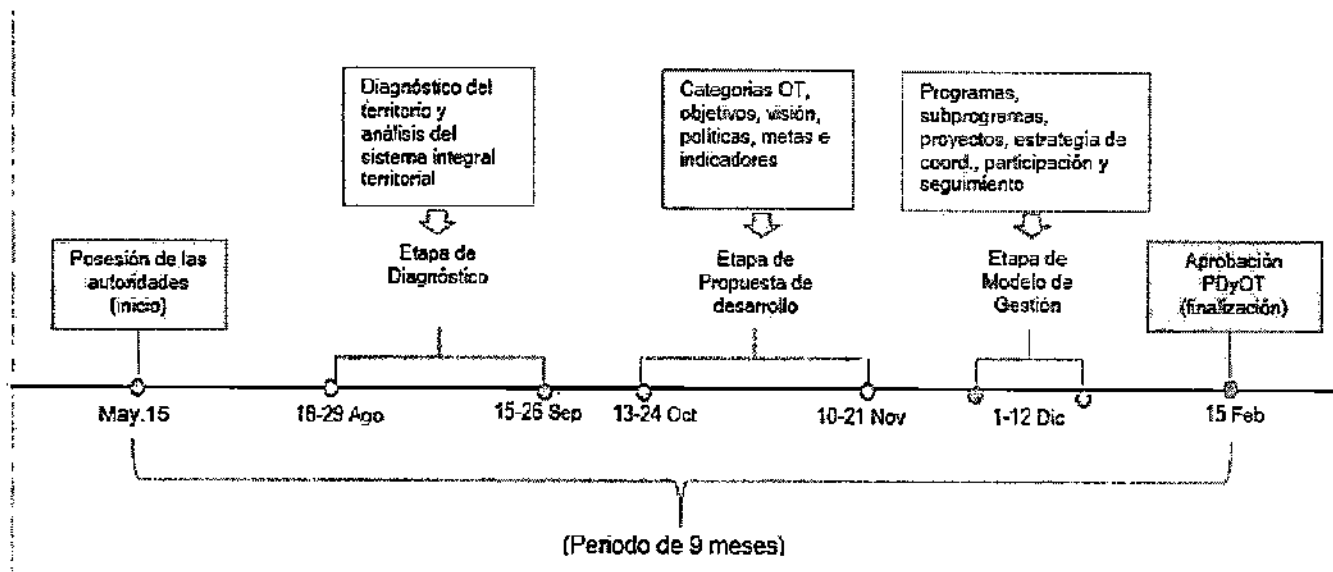 Diagnóstico del
territorio y
análisis del
sistema integral
territorial
Categorias OT,
objetivos, visión,
políticas, metas e
indicadores
Programas,
subprogramas,
proyectos, estrategia de
coord., participación y
seguimiento
Posesión de las
autoridades
(inicio)
Etapa de
Diagnóstico
Etapa de
Propuesta de
desarrollo
Etapa de
Modelo de
Gestión
Aprobación
PDyOT
(finalización)
May.15
18-29 Ago
15-26 Sep
13-24 Oct
10-21 Nov
1-12 Dic
15 Feb
(Periodo de 9 meses)